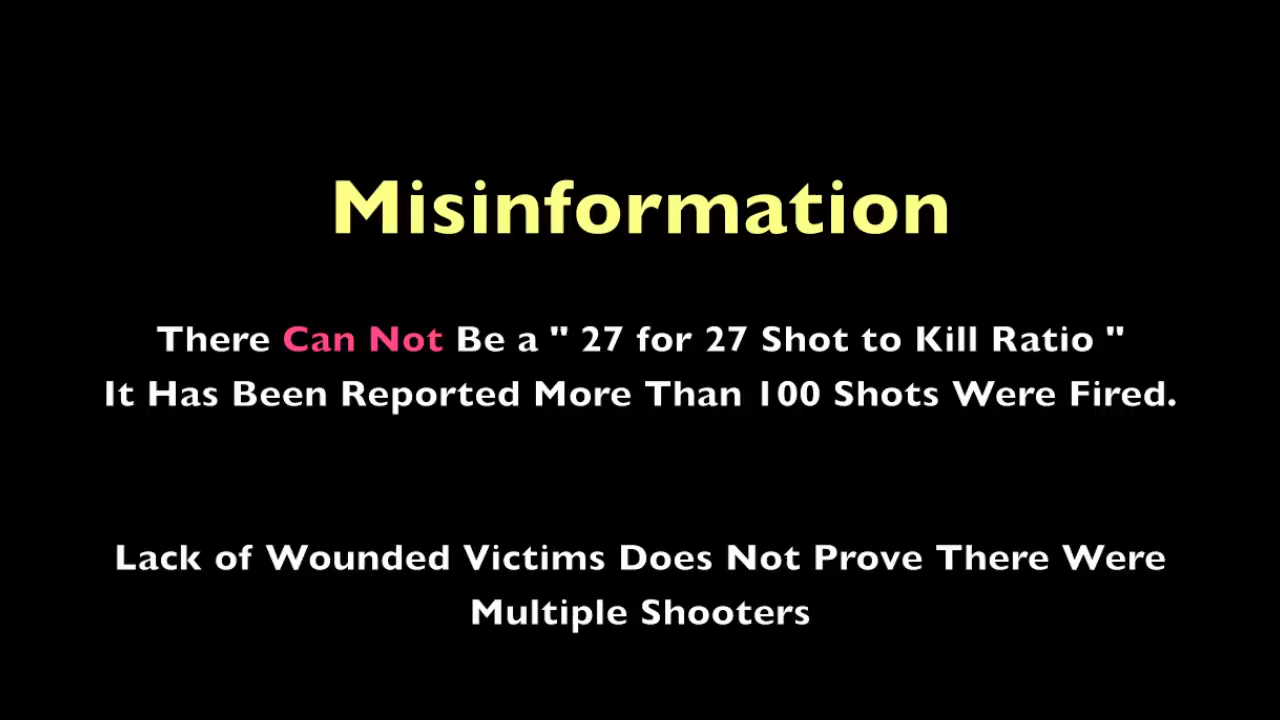 Misinformation
There Can Not Be a " 27 for 27 Shot to Kill Ratio "
It Has Been Reported More Than 100 Shots Were Fired.
Lack of Wounded Victims Does Not Prove There Were
Multiple Shooters